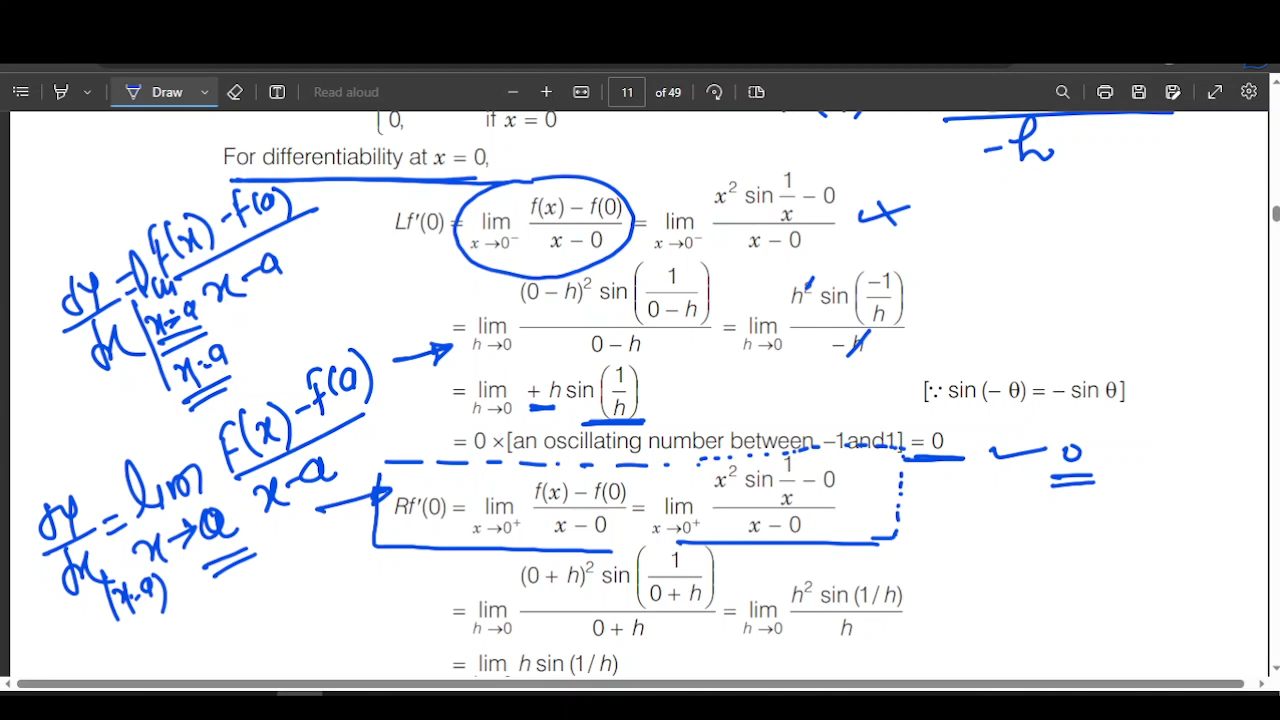 Draw
Read aloud
11 of 49
0, if x = 0
-h
For differentiability at x = 0,
Lf′(0) = lim x→0⁻ (f(x) − f(0))/(x − 0) = lim x→0⁻ (x² sin 1/x − 0)/(x − 0)
dy/dx | x=a = lim x→a (f(x) - f(a))/(x-a)
= lim h→0 ((0 − h)² sin (1/(0 − h)))/(0 − h) = lim h→0 (h² sin (−1/h))/(−h)
= lim h→0 + h sin (1/h) [∵ sin (− θ) = − sin θ]
= 0 ×[an oscillating number between −1and1] = 0 0
dy/dx (x=a) = lim x→a (f(x) - f(a))/(x-a)
Rf′(0) = lim x→0⁺ (f(x) − f(0))/(x − 0) = lim x→0⁺ (x² sin 1/x − 0)/(x − 0)
= lim h→0 ((0 + h)² sin (1/(0 + h)))/(0 + h) = lim h→0 (h² sin (1/h))/h
= lim h sin (1/h)